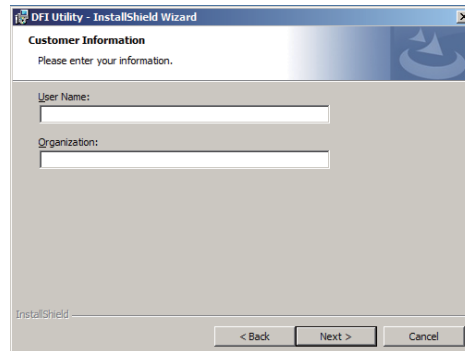 DFI Utility - InstallShield Wizard
Customer Information
Please enter your information.
User Name:
Organization:
InstallShield
< Back Next > Cancel